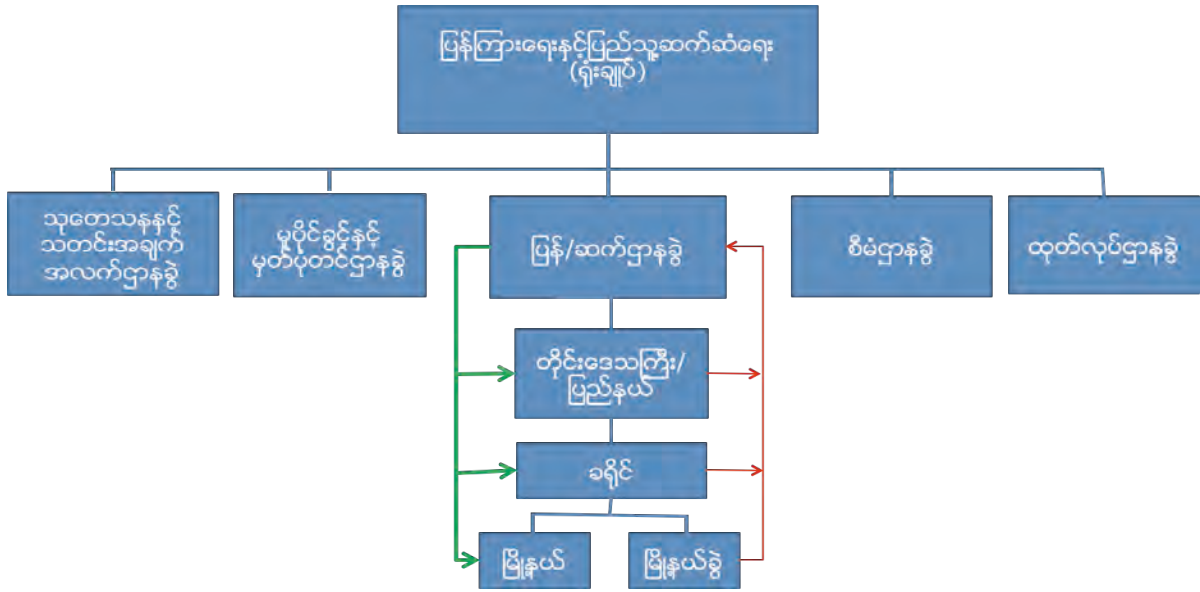 ပြန်ကြားရေးနှင့်ပြည်သူ့ဆက်ဆံရေး
(ရုံးချုပ်)
သုတေသနနှင့်
သတင်းအချက်
အလက်ဌာနခွဲ
မူပိုင်ခွင့်နှင့်
မှတ်ပုံတင်ဌာနခွဲ
ပြန်/ဆက်ဌာနခွဲ
စီမံဌာနခွဲ
ထုတ်လုပ်ဌာနခွဲ
တိုင်းဒေသကြီး/
ပြည်နယ်
ခရိုင်
မြို့နယ်
မြို့နယ်ခွဲ